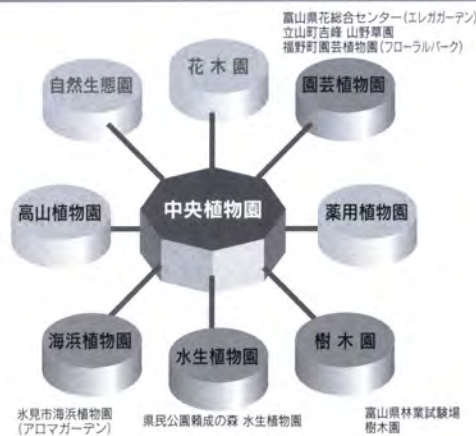 富山県花総合センター(エレガガーデン)
立山町吉峰 山野草園
福野町園芸植物園(フローラルパーク)
花木園
自然生態園
園芸植物園
中央植物園
高山植物園
薬用植物園
海浜植物園
水生植物園
樹木園
氷見市海浜植物園
(アロマガーデン)
県民公園頼成の森 水生植物園
富山県林業試験場
樹木園